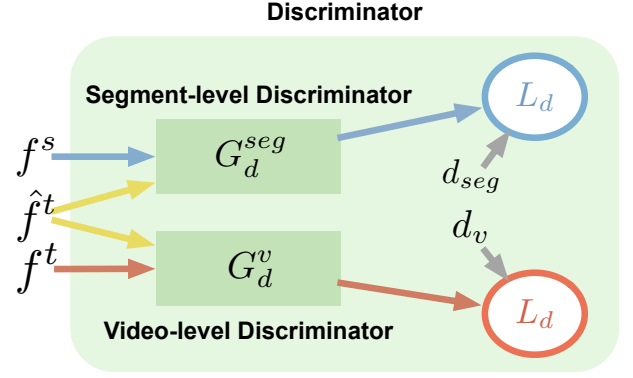 Discriminator
Segment-level Discriminator
f^s
G_d^{seg}
L_d
\hat{f}^t
d_{seg}
d_v
f^t
G_d^v
L_d
Video-level Discriminator